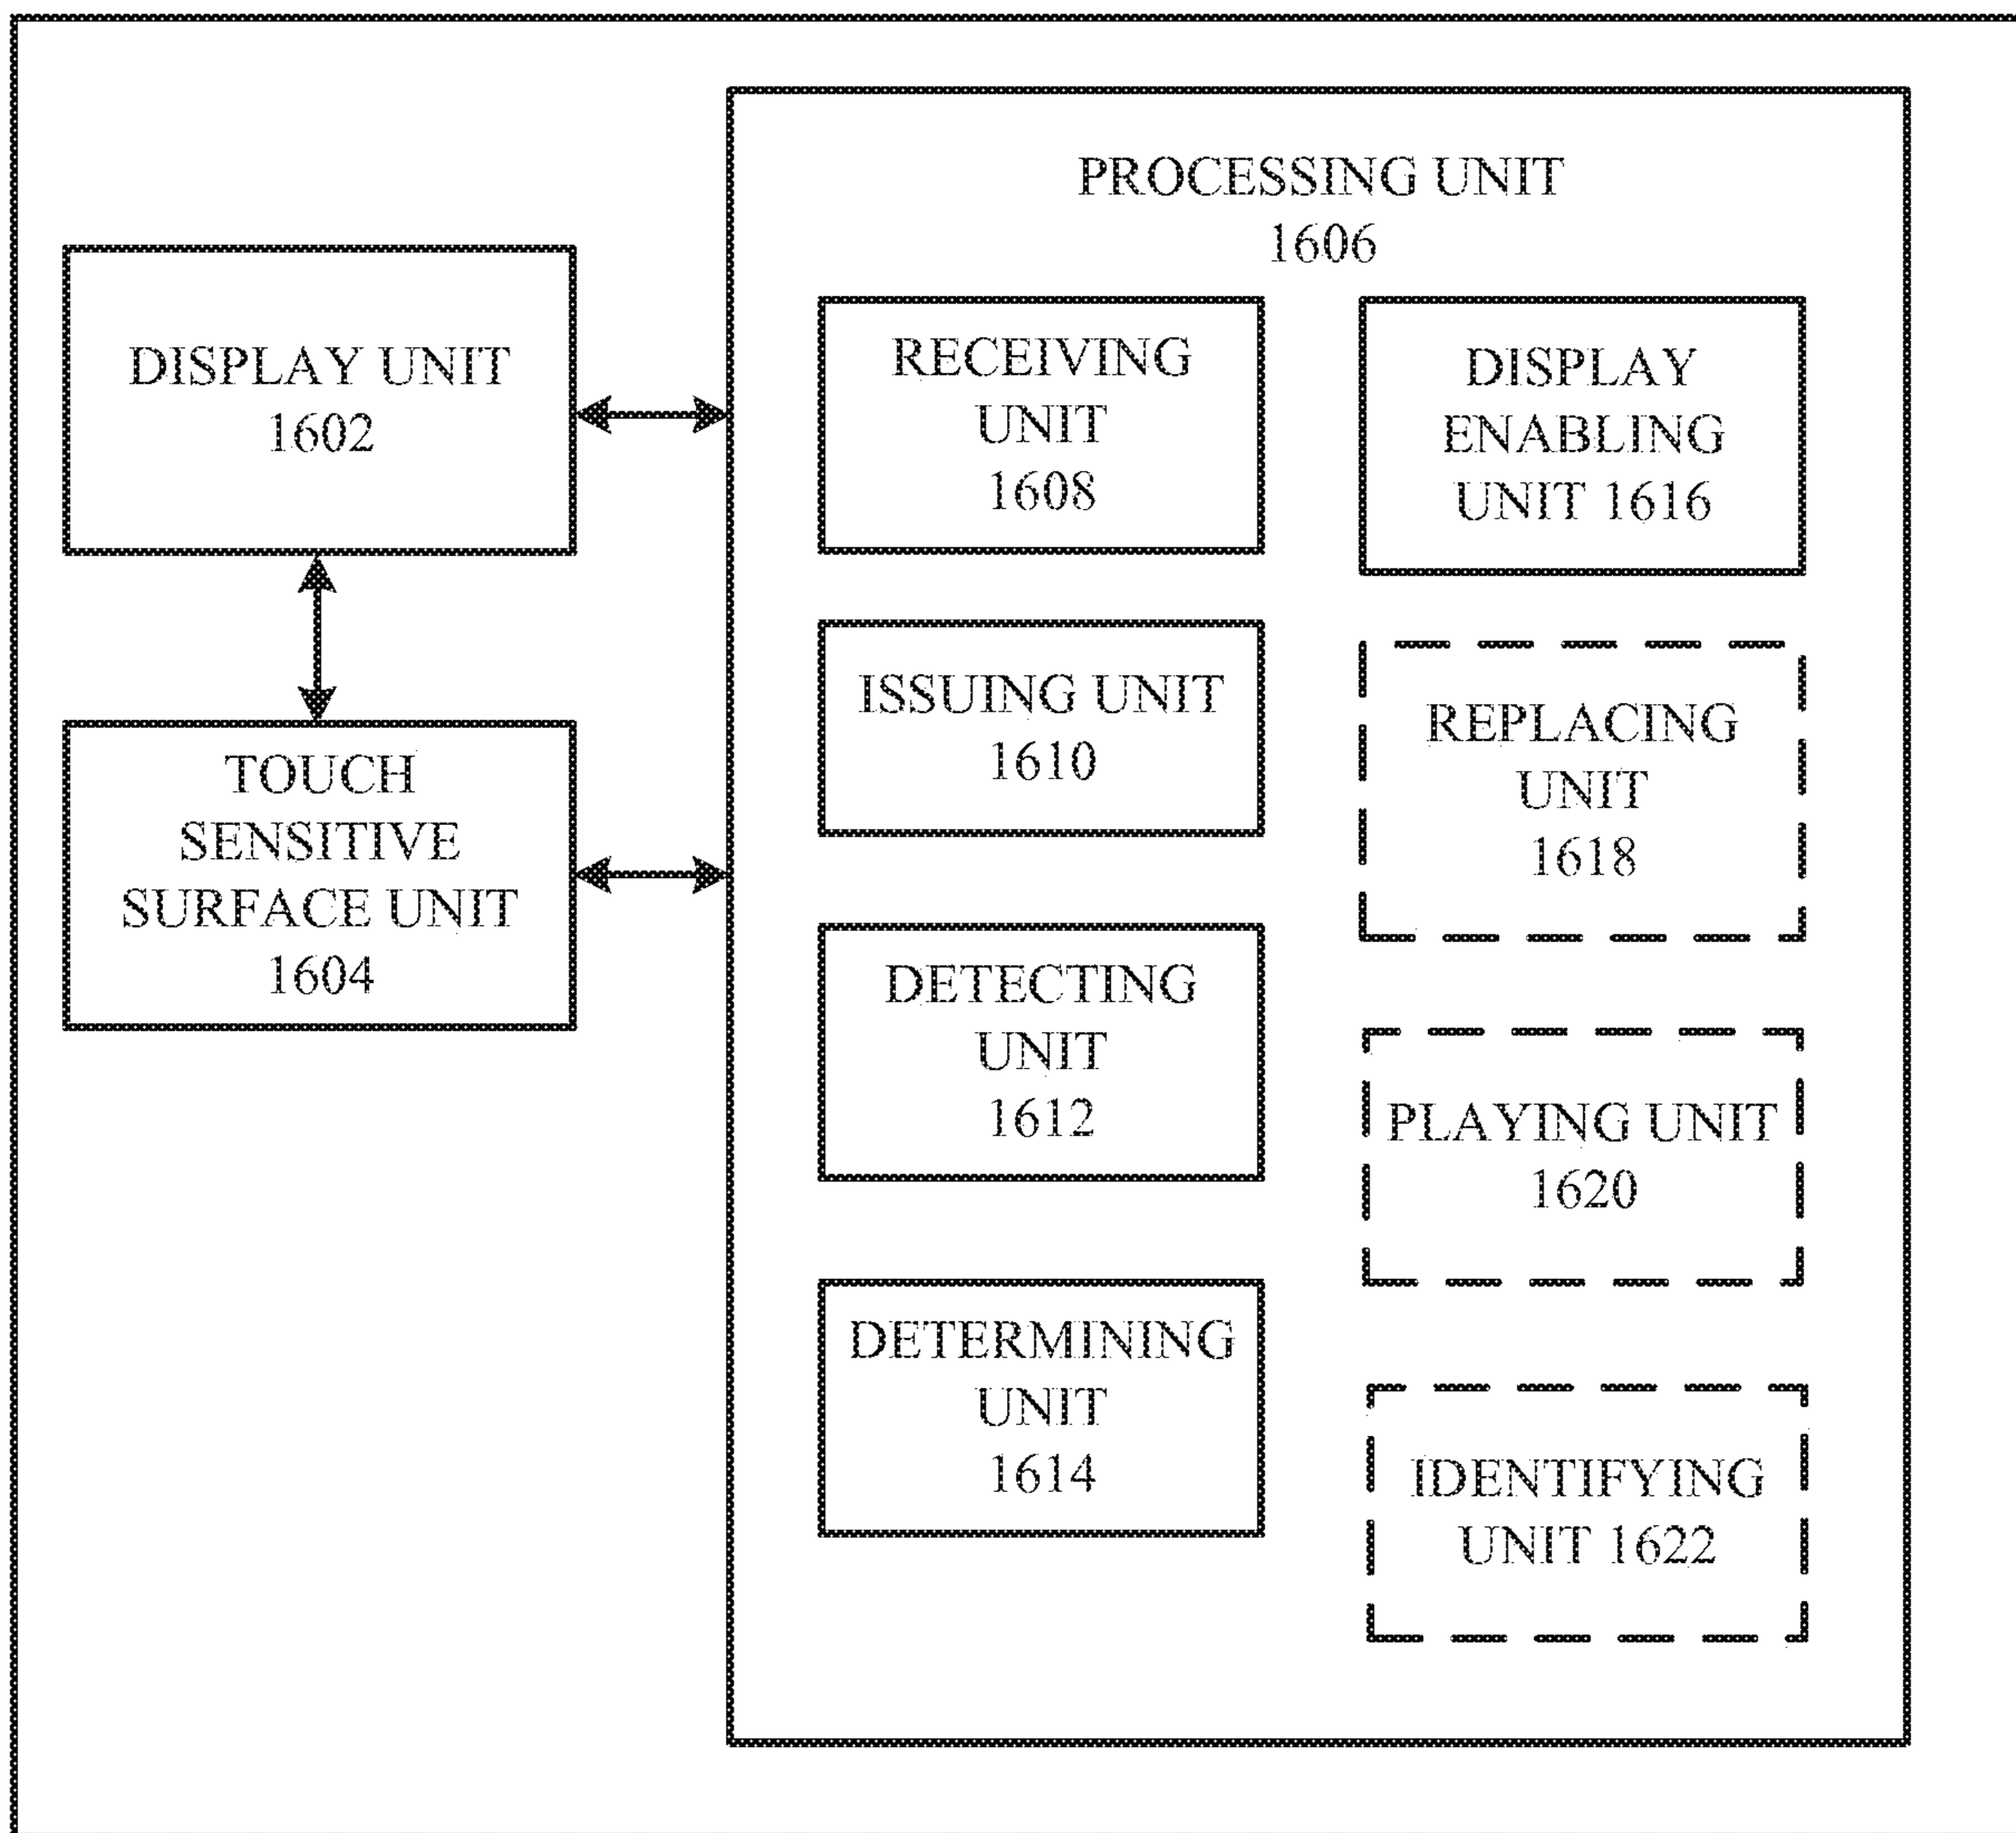 PROCESSING UNIT
1606
DISPLAY UNIT
1602
TOUCH
SENSITIVE
SURFACE UNIT
1604
RECEIVING
UNIT
1608
ISSUING UNIT
1610
DETECTING
UNIT
1612
DETERMINING
UNIT
1614
DISPLAY
ENABLING
UNIT 1616
REPLACING
UNIT
1618
PLAYING UNIT
1620
IDENTIFYING
UNIT 1622